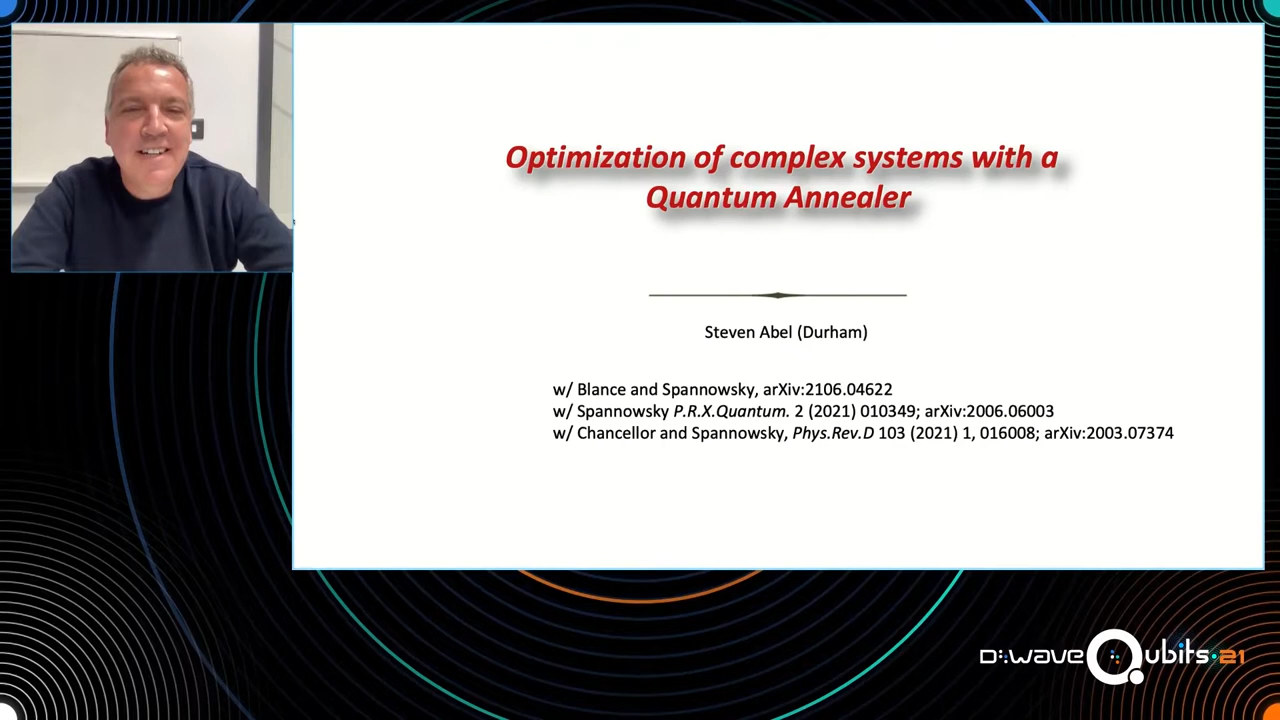 Optimization of complex systems with a
Quantum Annealer
Steven Abel (Durham)
w/ Blance and Spannowsky, arXiv:2106.04622
w/ Spannowsky P.R.X.Quantum. 2 (2021) 010349; arXiv:2006.06003
w/ Chancellor and Spannowsky, Phys.Rev.D 103 (2021) 1, 016008; arXiv:2003.07374
D:wave Qubits·21